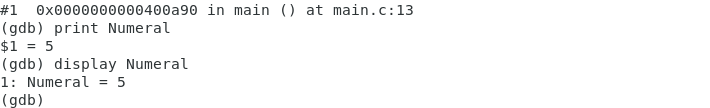 #1  0x0000000000400a90 in main () at main.c:13
(gdb) print Numeral
$1 = 5
(gdb) display Numeral
1: Numeral = 5
(gdb)